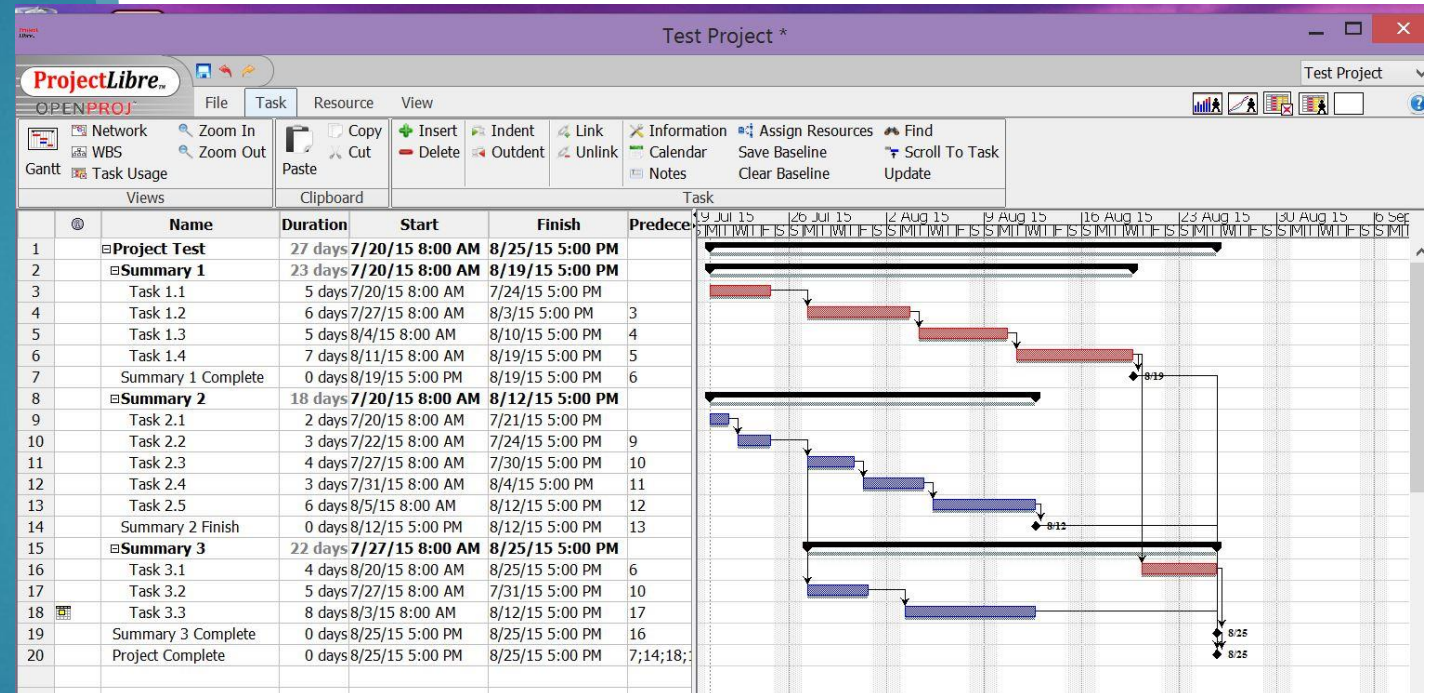 Test Project *
ProjectLibre™
OPENPROJ
Test Project
File Task Resource View
Network Zoom In Copy Insert Indent Link Information Assign Resources Find
WBS Zoom Out Cut Delete Outdent Unlink Calendar Save Baseline Scroll To Task
Gantt Task Usage Paste Notes Clear Baseline Update
Views Clipboard Task
Name Duration Start Finish Predece 19 Jul 15 26 Jul 15 2 Aug 15 9 Aug 15 16 Aug 15 23 Aug 15 30 Aug 15 6 Sep
S M T W T F S S M T W T F S S M T W T F S S M T W T F S S M T W T F S S M T W T F S S M T W T F S S M T
1 Project Test 27 days 7/20/15 8:00 AM 8/25/15 5:00 PM
2 Summary 1 23 days 7/20/15 8:00 AM 8/19/15 5:00 PM
3 Task 1.1 5 days 7/20/15 8:00 AM 7/24/15 5:00 PM
4 Task 1.2 6 days 7/27/15 8:00 AM 8/3/15 5:00 PM 3
5 Task 1.3 5 days 8/4/15 8:00 AM 8/10/15 5:00 PM 4
6 Task 1.4 7 days 8/11/15 8:00 AM 8/19/15 5:00 PM 5
7 Summary 1 Complete 0 days 8/19/15 5:00 PM 8/19/15 5:00 PM 6 8/19
8 Summary 2 18 days 7/20/15 8:00 AM 8/12/15 5:00 PM
9 Task 2.1 2 days 7/20/15 8:00 AM 7/21/15 5:00 PM
10 Task 2.2 3 days 7/22/15 8:00 AM 7/24/15 5:00 PM 9
11 Task 2.3 4 days 7/27/15 8:00 AM 7/30/15 5:00 PM 10
12 Task 2.4 3 days 7/31/15 8:00 AM 8/4/15 5:00 PM 11
13 Task 2.5 6 days 8/5/15 8:00 AM 8/12/15 5:00 PM 12
14 Summary 2 Finish 0 days 8/12/15 5:00 PM 8/12/15 5:00 PM 13 8/12
15 Summary 3 22 days 7/27/15 8:00 AM 8/25/15 5:00 PM
16 Task 3.1 4 days 8/20/15 8:00 AM 8/25/15 5:00 PM 6
17 Task 3.2 5 days 7/27/15 8:00 AM 7/31/15 5:00 PM 10
18 Task 3.3 8 days 8/3/15 8:00 AM 8/12/15 5:00 PM 17
19 Summary 3 Complete 0 days 8/25/15 5:00 PM 8/25/15 5:00 PM 16 8/25
20 Project Complete 0 days 8/25/15 5:00 PM 8/25/15 5:00 PM 7;14;18; 8/25